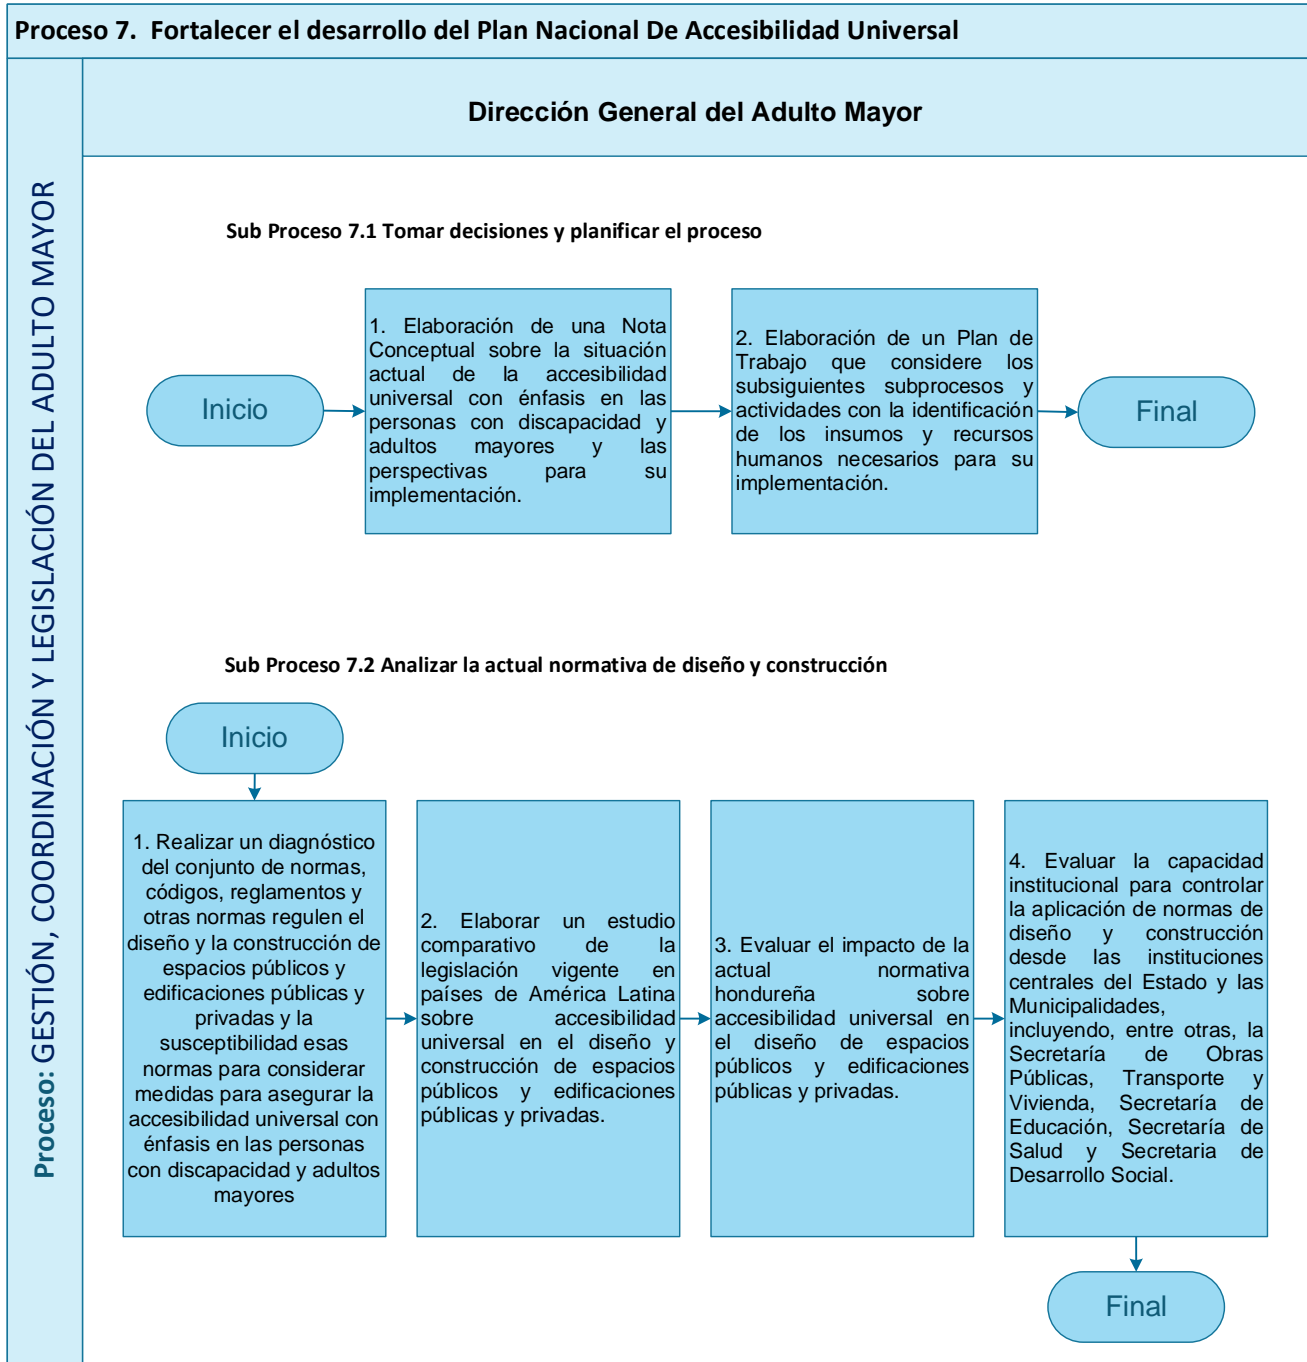 Proceso 7.  Fortalecer el desarrollo del Plan Nacional De Accesibilidad Universal
Proceso: GESTIÓN, COORDINACIÓN Y LEGISLACIÓN DEL ADULTO MAYOR
Dirección General del Adulto Mayor
Sub Proceso 7.1 Tomar decisiones y planificar el proceso
Inicio
1. Elaboración de una Nota
Conceptual sobre la situación
actual de la accesibilidad
universal con énfasis en las
personas con discapacidad y
adultos mayores y las
perspectivas para su
implementación.
2. Elaboración de un Plan de
Trabajo que considere los
subsiguientes subprocesos y
actividades con la identificación
de los insumos y recursos
humanos necesarios para su
implementación.
Final
Sub Proceso 7.2 Analizar la actual normativa de diseño y construcción
Inicio
1. Realizar un diagnóstico
del conjunto de normas,
códigos, reglamentos y
otras normas regulen el
diseño y la construcción de
espacios públicos y
edificaciones públicas y
privadas y la
susceptibilidad esas
normas para considerar
medidas para asegurar la
accesibilidad universal con
énfasis en las personas
con discapacidad y adultos
mayores
2. Elaborar un estudio
comparativo de la
legislación vigente en
países de América Latina
sobre accesibilidad
universal en el diseño y
construcción de espacios
públicos y edificaciones
públicas y privadas.
3. Evaluar el impacto de la
actual normativa
hondureña sobre
accesibilidad universal en
el diseño de espacios
públicos y edificaciones
públicas y privadas.
4. Evaluar la capacidad
institucional para controlar
la aplicación de normas de
diseño y construcción
desde las instituciones
centrales del Estado y las
Municipalidades,
incluyendo, entre otras, la
Secretaría de Obras
Públicas, Transporte y
Vivienda, Secretaría de
Educación, Secretaría de
Salud y Secretaria de
Desarrollo Social.
Final